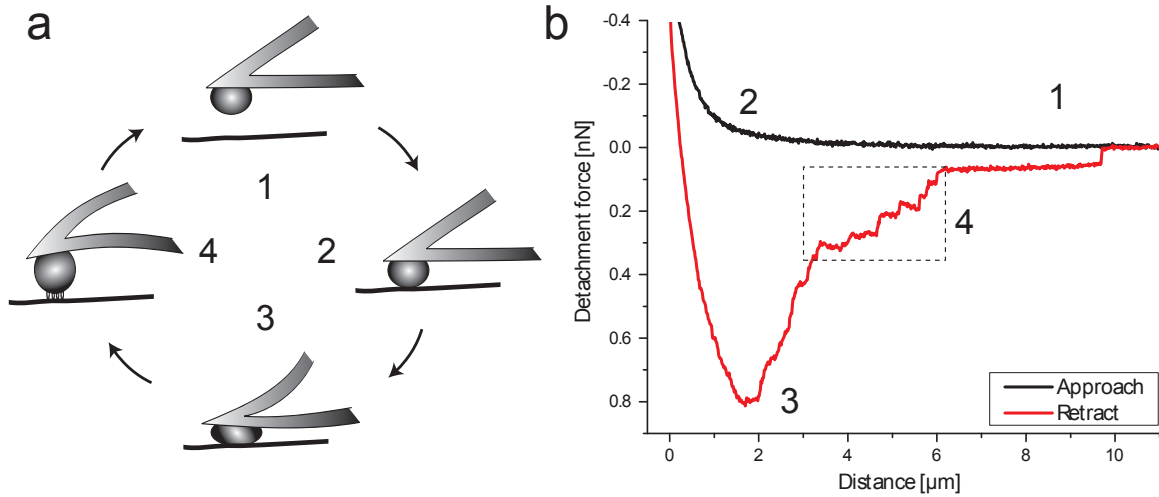 a
1
2
3
4
b
Detachment force [nN]
-0.4
-0.2
0.0
0.2
0.4
0.6
0.8
1
2
3
4
Approach
Retract
0 2 4 6 8 10
Distance [µm]